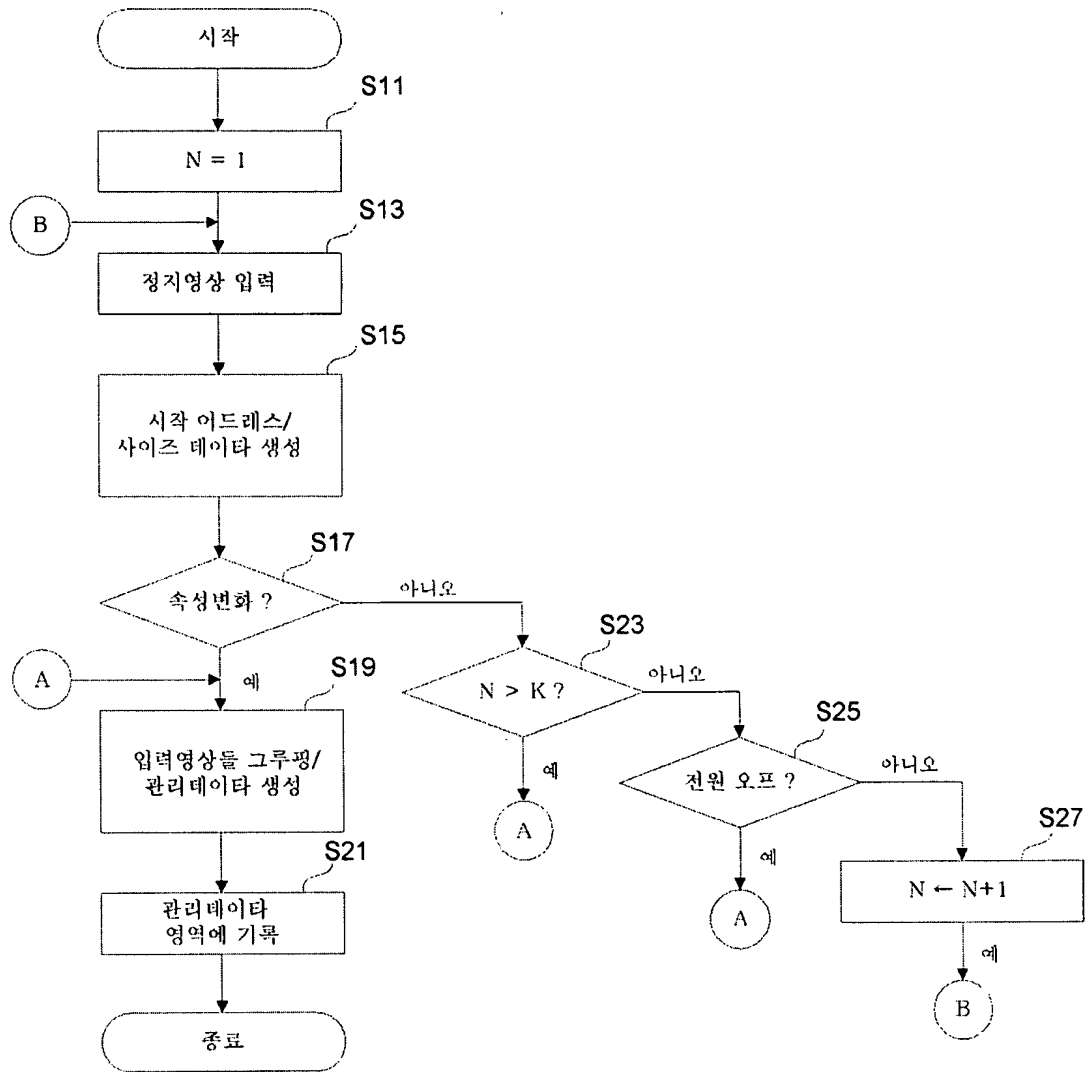 시작
S11
N = 1
B
S13
정지영상 입력
S15
시작 어드레스/
사이즈 데이타 생성
S17
속성변화 ?
아니오
A
예
S19
입력영상들 그루핑/
관리데이타 생성
S21
관리데이타
영역에 기록
종료
S23
N > K ?
아니오
예
A
S25
전원 오프 ?
아니오
예
A
S27
N ← N+1
예
B